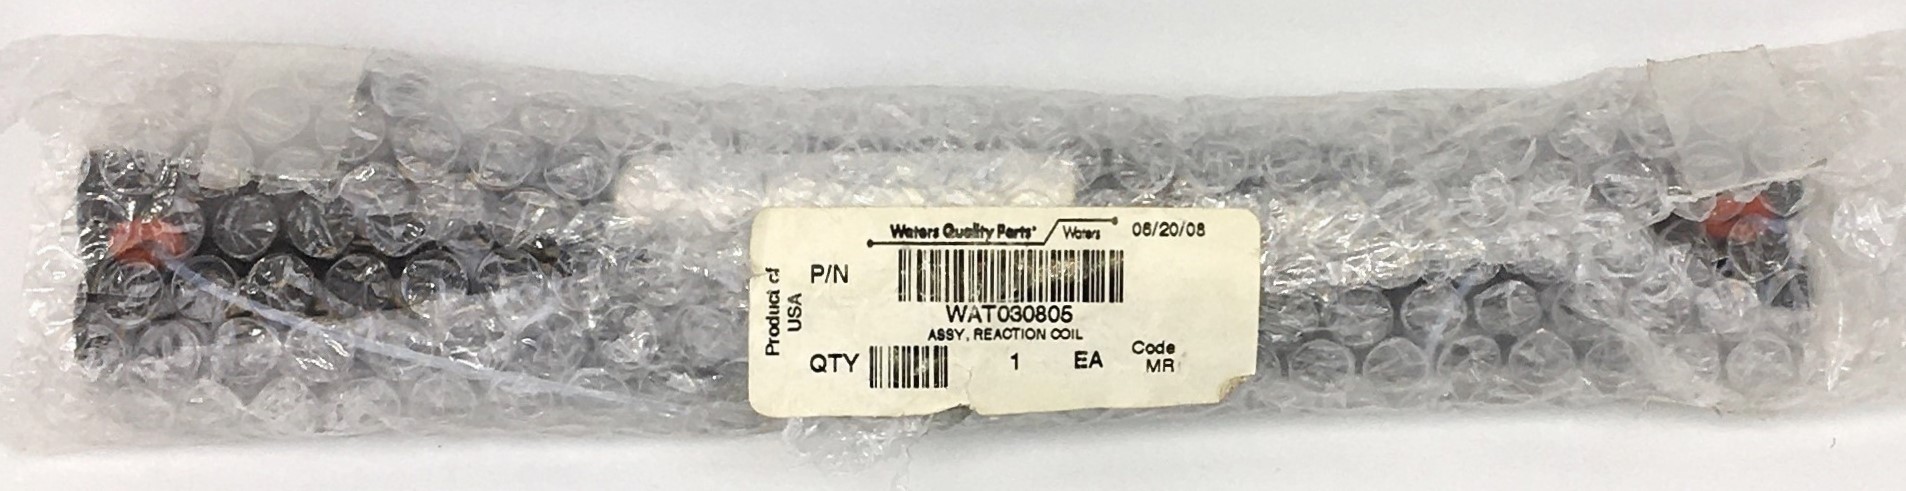 Waters Quality Parts' Waters 06/20/08
Product of
USA
P/N
WAT030805
ASSY, REACTION COIL
QTY 1 EA Code
MR